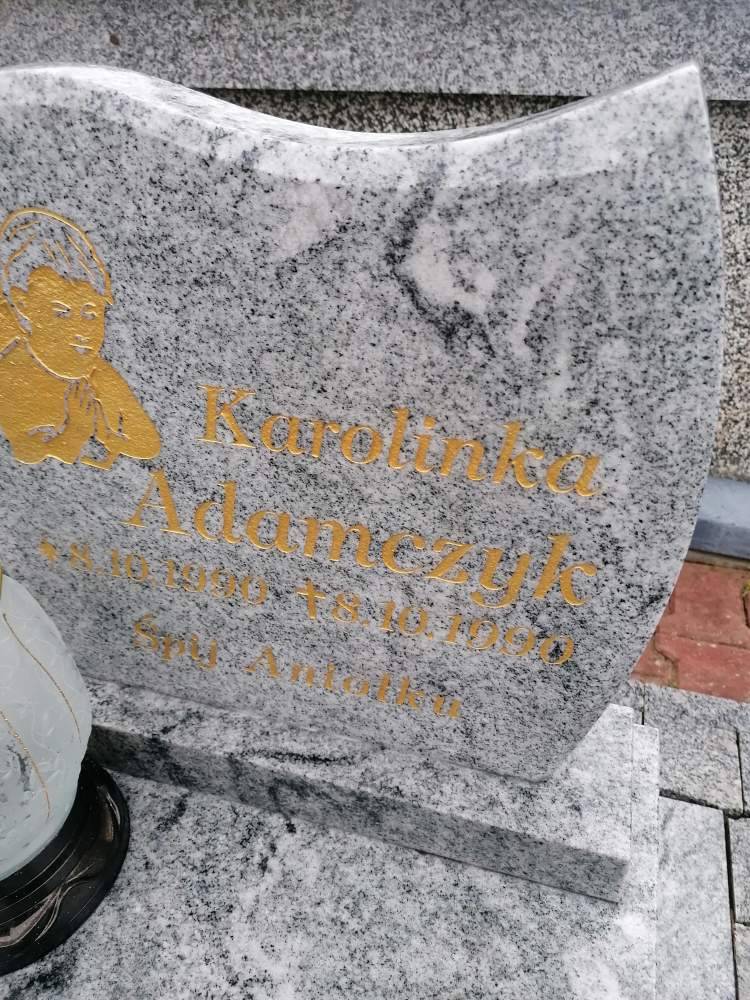 Karolinka
Adamczyk
*8.10.1990 ✝8.10.1990
Śpij Aniołku